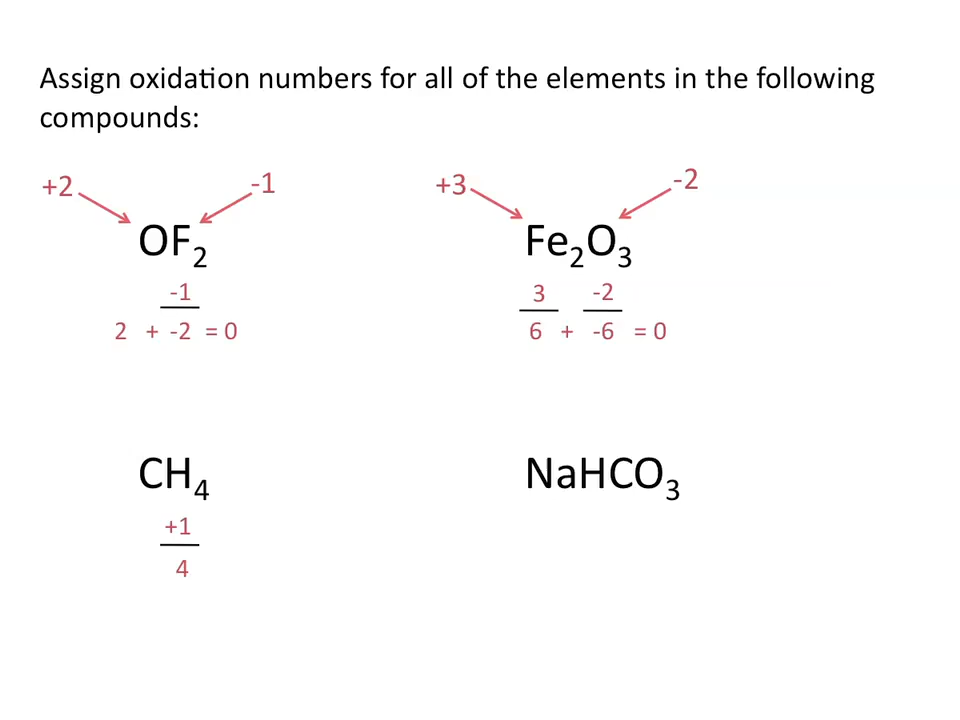 Assign oxidation numbers for all of the elements in the following
compounds:
+2 -1 +3 -2
OF₂ Fe₂O₃
-1 3 -2
2 + -2 = 0 6 + -6 = 0
CH₄ NaHCO₃
+1
4